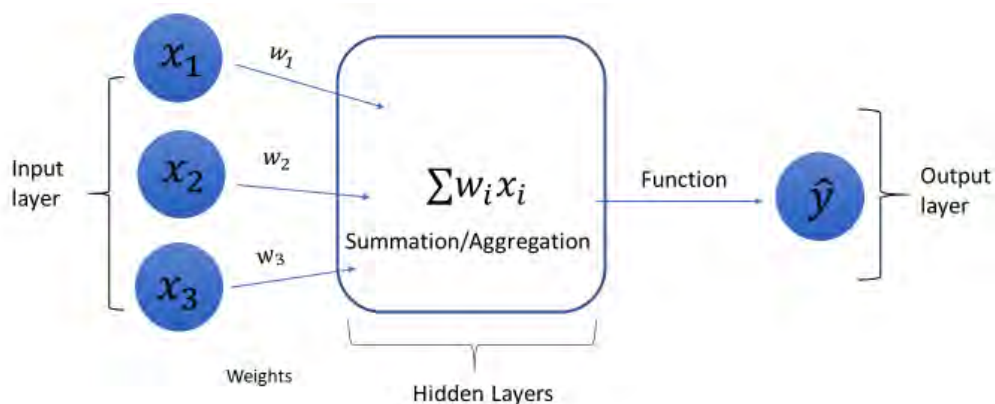 x₁
w₁
Input
layer
x₂
w₂
∑wᵢxᵢ
Summation/Aggregation
Function
ŷ
Output
layer
x₃
w₃
Weights
Hidden Layers